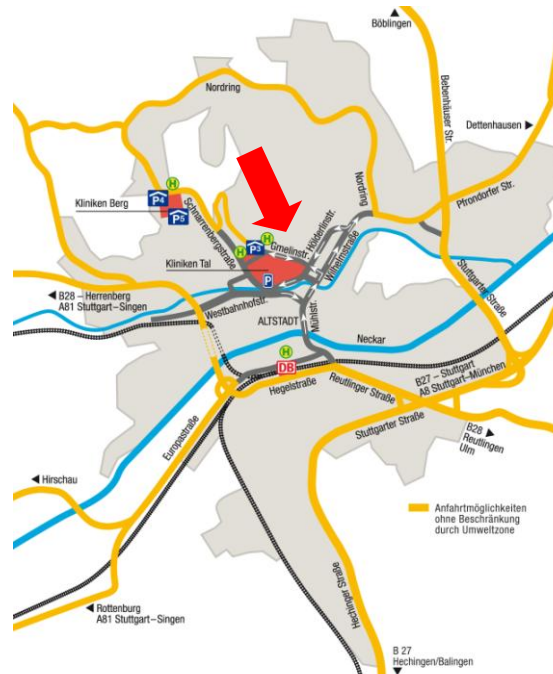 Böblingen
Bebenhäuser Str.
Nordring
Dettenhausen
Nordring
Pfrondorfer Str.
H
Kliniken Berg
P4
P5
Schnarrenbergstraße
H
H
P3
Gmelinstr.
Hölderlinstr.
Wilhelmstraße
Kliniken Tal
P
Stuttgarter Straße
B28 – Herrenberg
A81 Stuttgart–Singen
Westbahnhofstr.
ALTSTADT
Mühlstr.
Neckar
H
DB
Hegelstraße
Reutlinger Straße
B27 – Stuttgart
A8 Stuttgart–München
Stuttgarter Straße
B28
Reutlingen
Ulm
Europastraße
Hirschau
Anfahrtmöglichkeiten
ohne Beschränkung
durch Umweltzone
Hechinger Straße
Rottenburg
A81 Stuttgart–Singen
B 27
Hechingen/Balingen